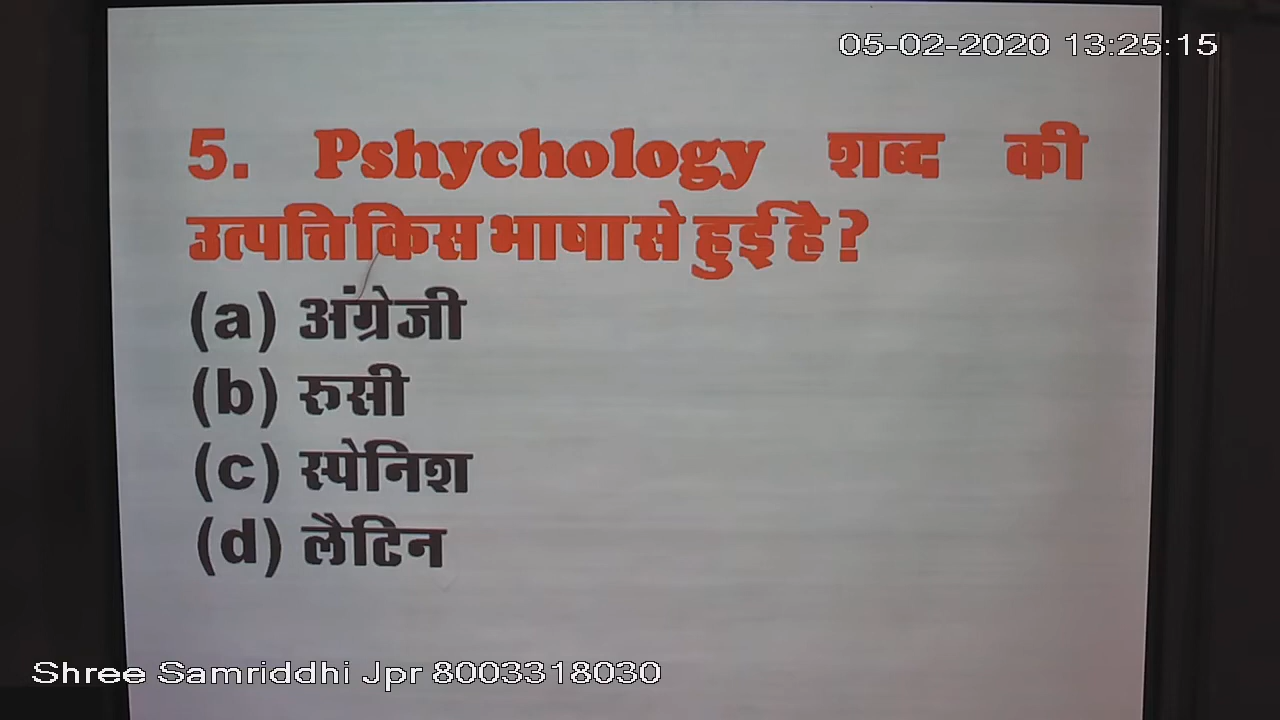 05-02-2020 13:25:15
5. Pshychology शब्द की
उत्पत्ति किस भाषा से हुई है ?
(a) अंग्रेजी
(b) रूसी
(c) स्पेनिश
(d) लैटिन
Shree Samriddhi Jpr 8003318030